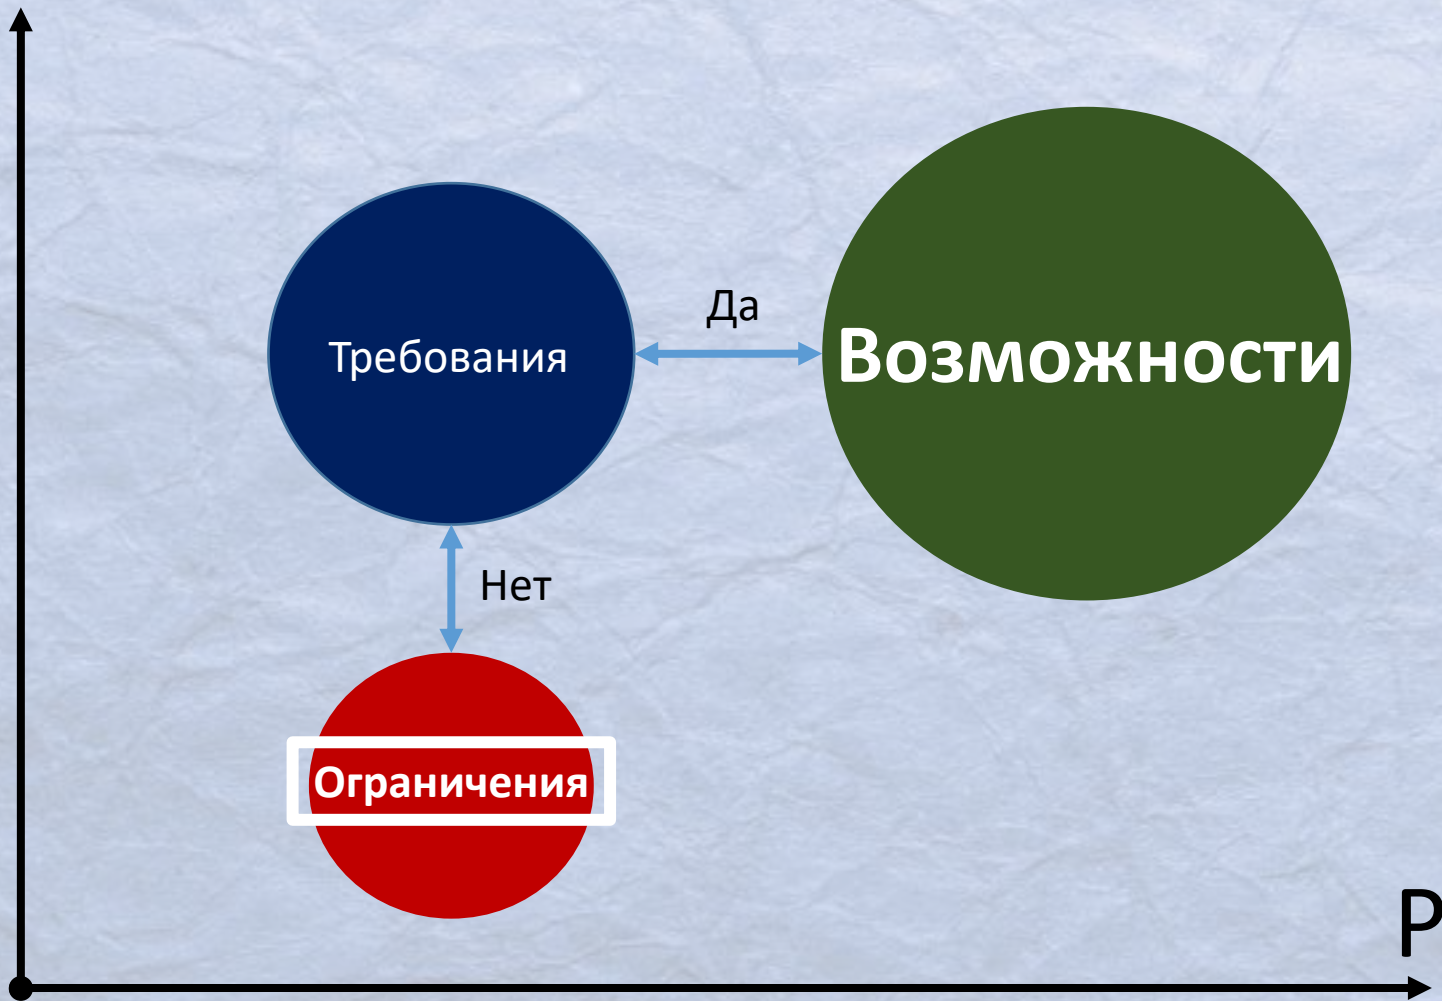 Да
Требования
Возможности
Нет
Ограничения
Р